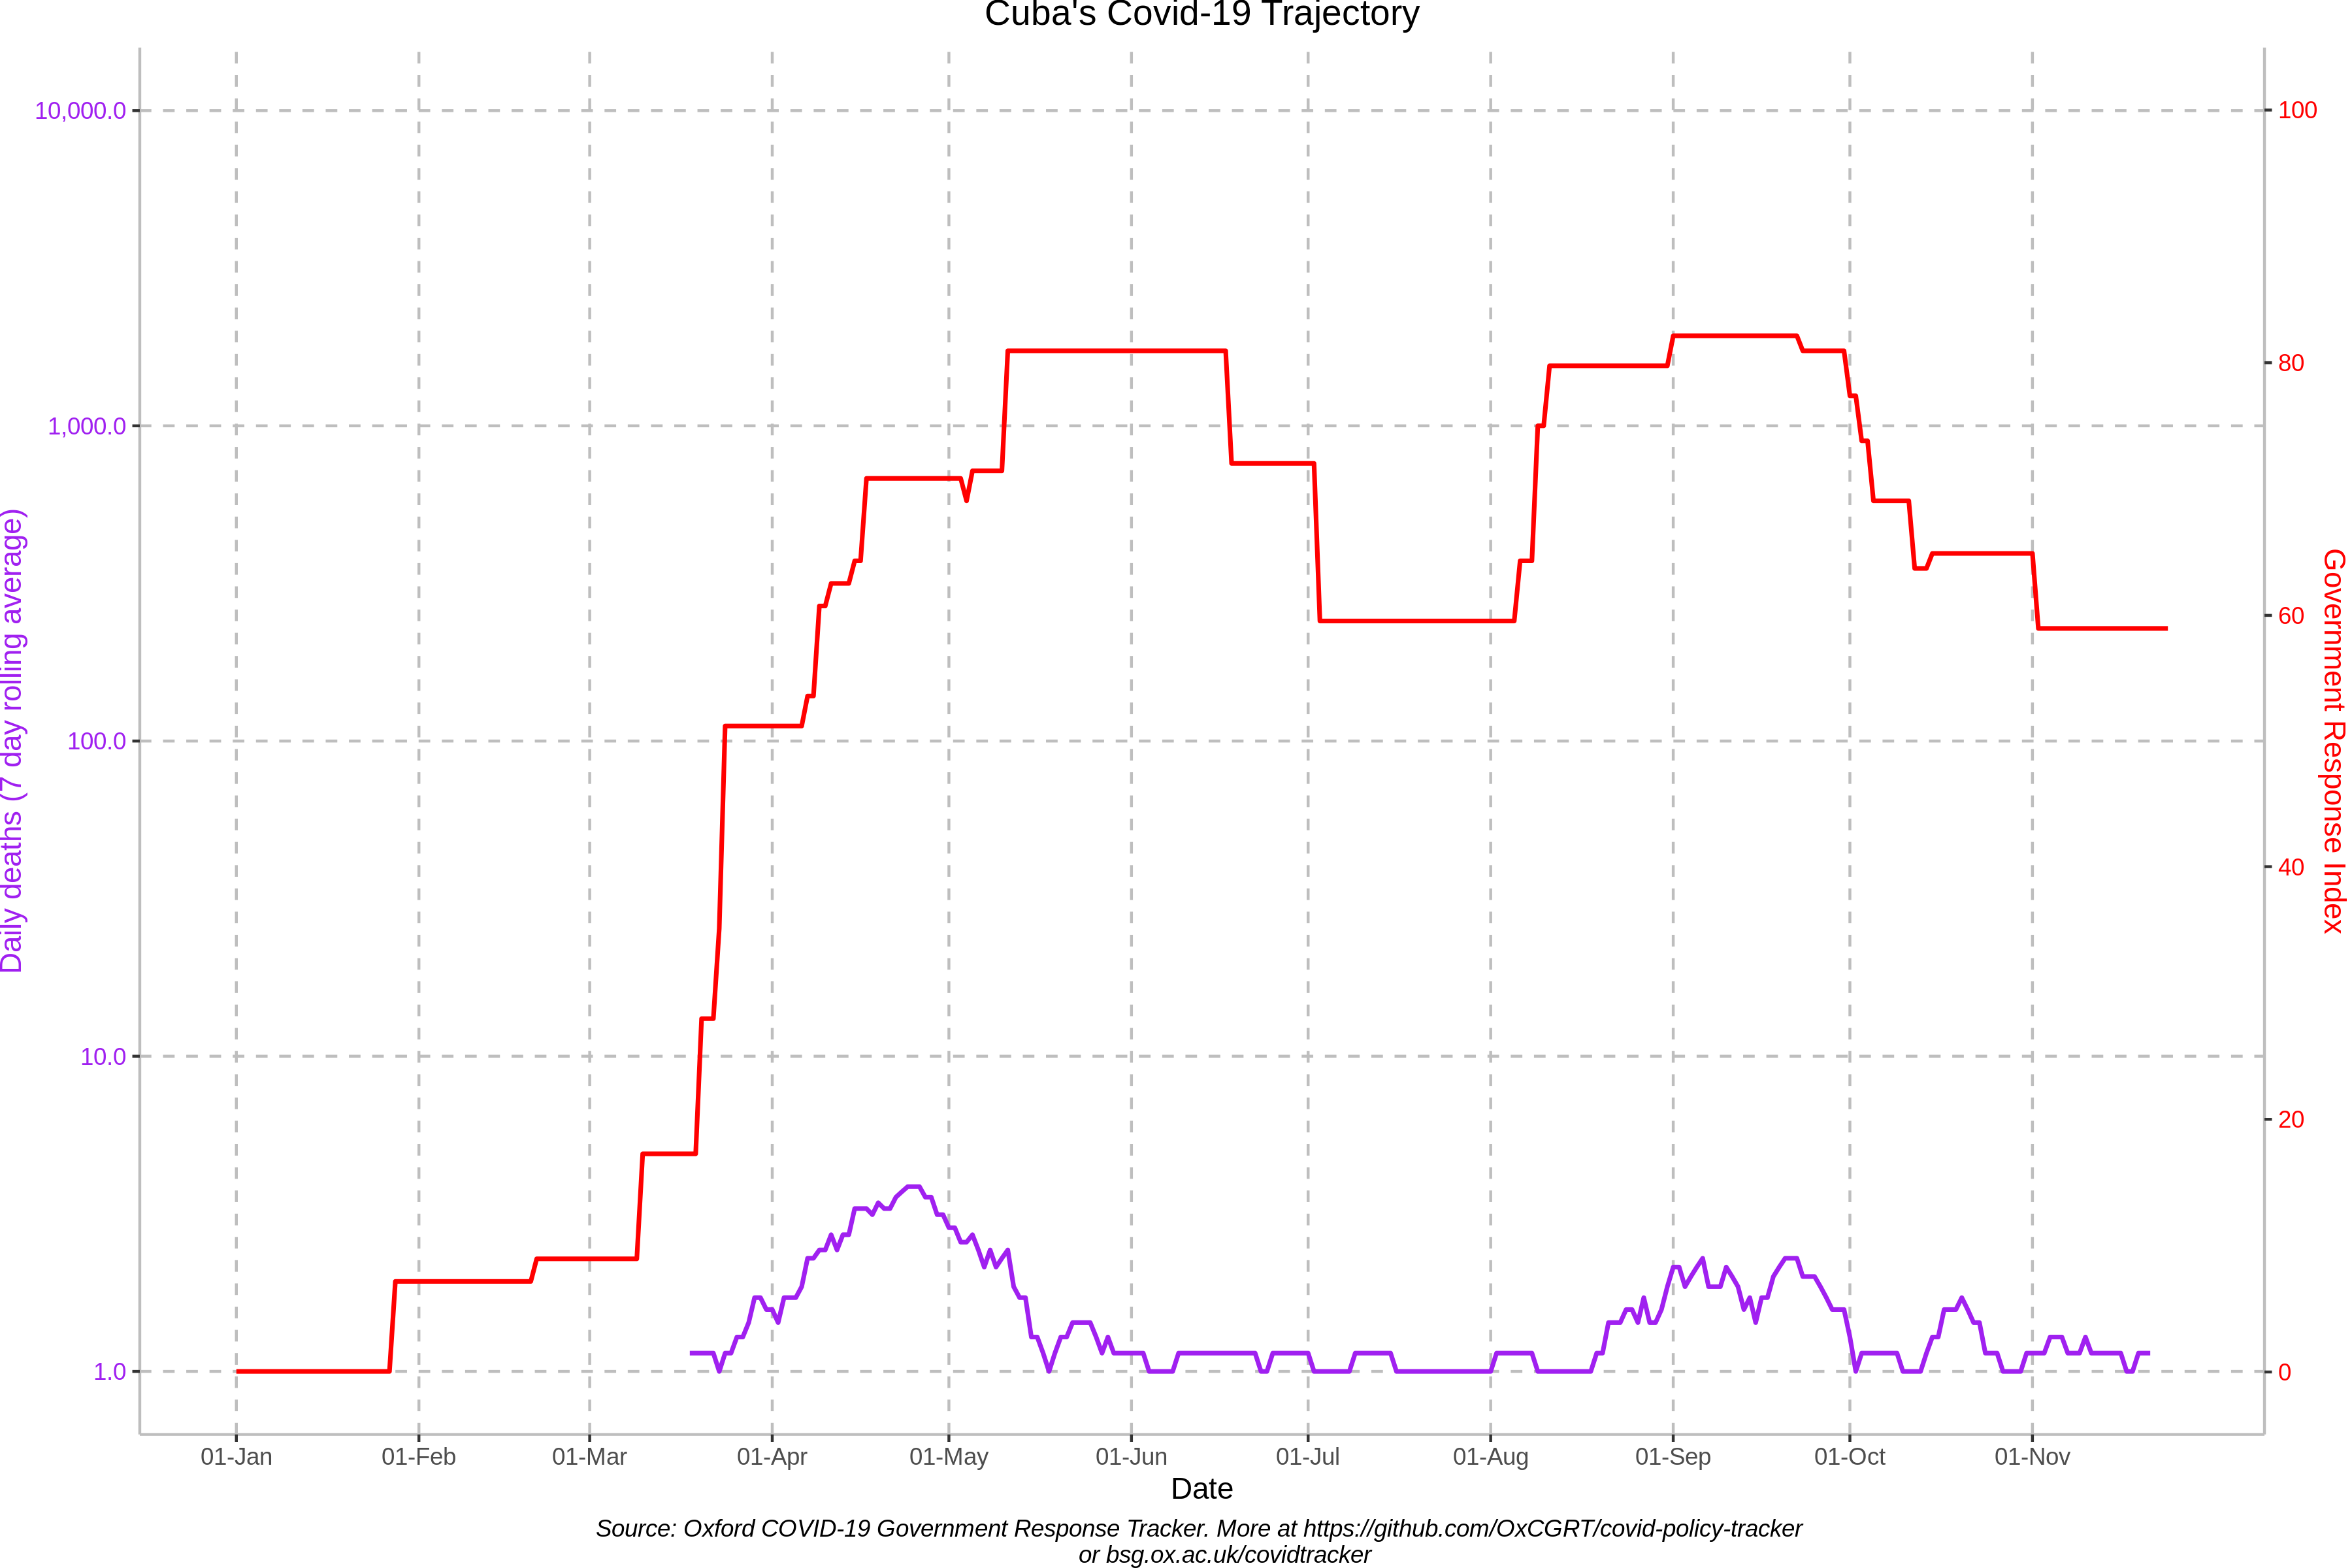 Cuba's Covid-19 Trajectory
10,000.0
1,000.0
100.0
10.0
1.0
Daily deaths (7 day rolling average)
100
80
60
40
20
0
Government Response Index
01-Jan
01-Feb
01-Mar
01-Apr
01-May
01-Jun
01-Jul
01-Aug
01-Sep
01-Oct
01-Nov
Date
Source: Oxford COVID-19 Government Response Tracker. More at https://github.com/OxCGRT/covid-policy-tracker
or bsg.ox.ac.uk/covidtracker